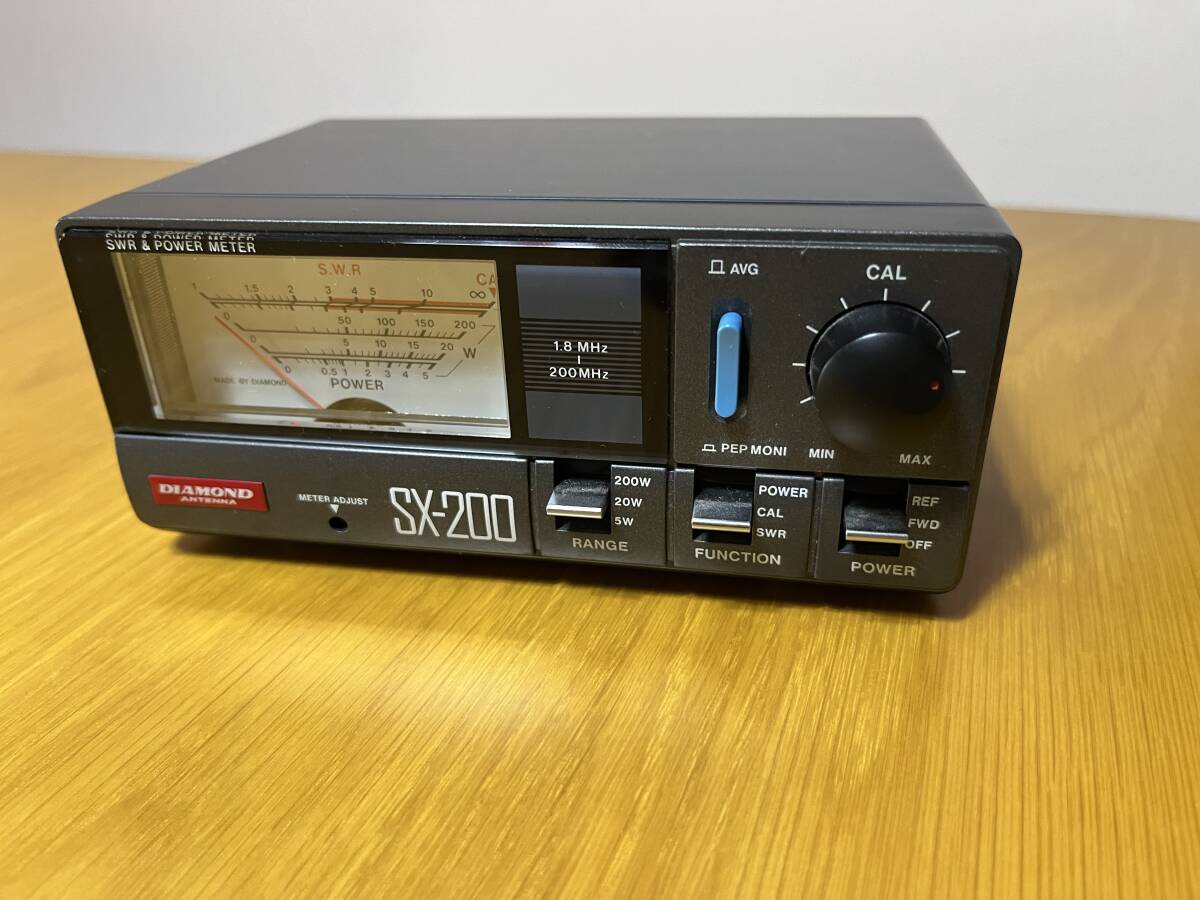 SWR & POWER METER
S.W.R
CA
1 1.5 2 3 4 5 10 ∞
0 50 100 150 200
0 5 10 15 20 W
0 0.5 1 2 3 4 5
MADE BY DIAMOND
POWER
1.8 MHz
200MHz
AVG
PEP MONI
CAL
MIN
MAX
DIAMOND
ANTENNA
METER ADJUST
SX-200
200W
20W
5W
RANGE
POWER
CAL
SWR
FUNCTION
REF
FWD
OFF
POWER